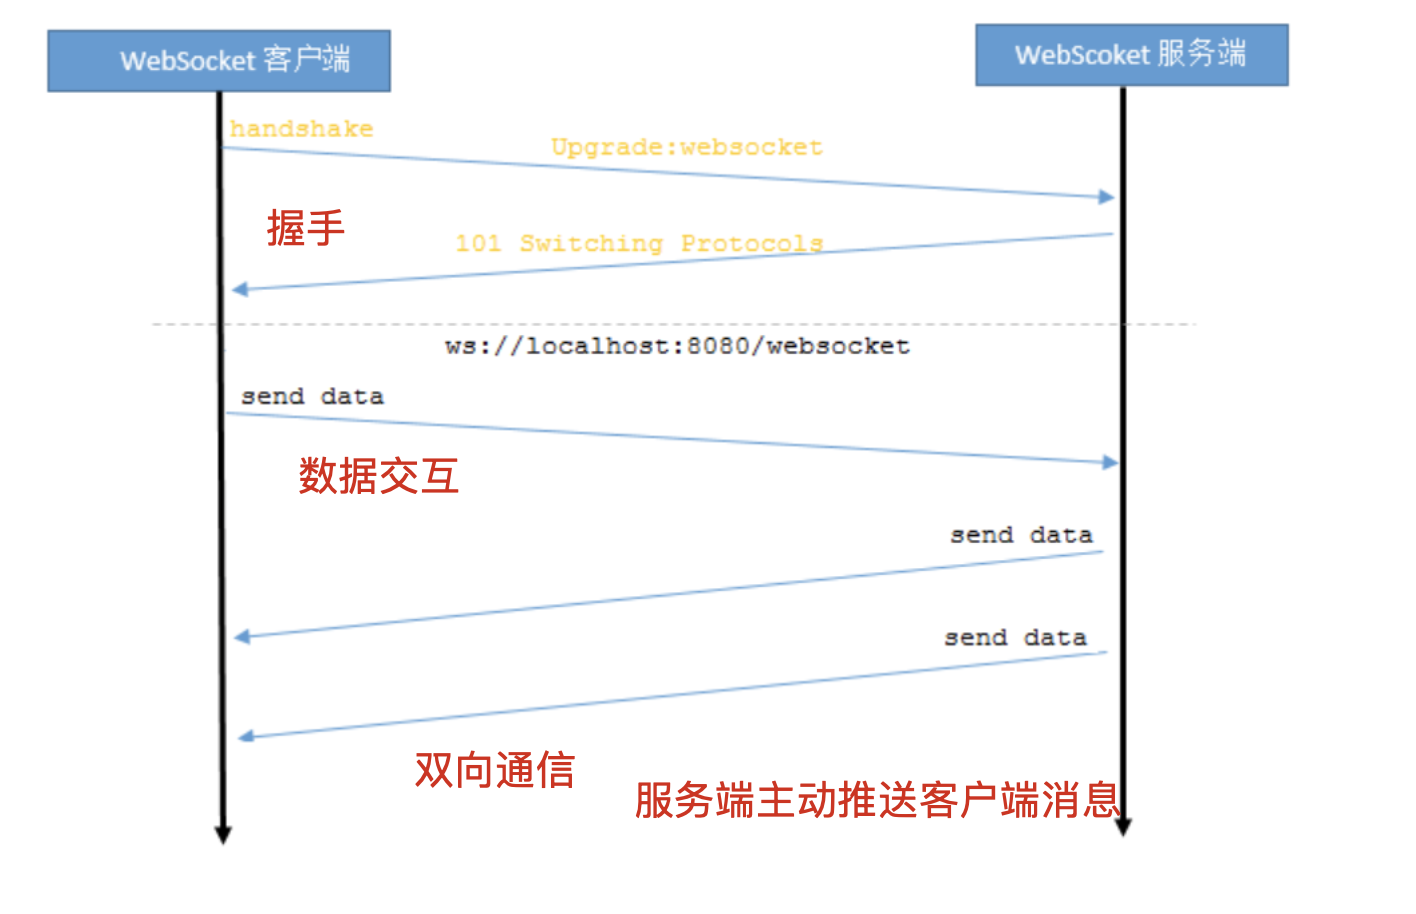 WebSocket 客户端
WebScoket 服务端
handshake
Upgrade:websocket
握手
101 Switching Protocols
ws://localhost:8080/websocket
send data
数据交互
send data
send data
双向通信
服务端主动推送客户端消息